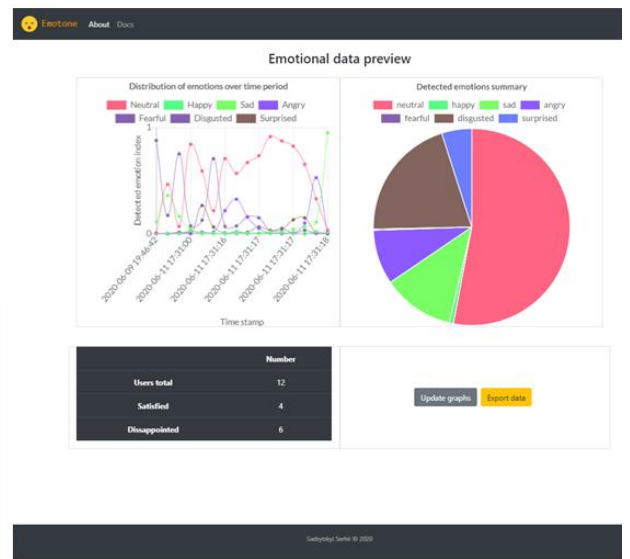 Emotone About Docs
Emotional data preview
Distribution of emotions over time period
Neutral Happy Sad Angry
Fearful Disgusted Surprised
1
Detected emotion index
0
2020-06-09 19:46:42
2020-06-11 17:31:00
2020-06-11 17:31:16
2020-06-11 17:31:17
2020-06-11 17:31:17
2020-06-11 17:31:18
Time stamp
Detected emotions summary
neutral happy sad angry
fearful disgusted surprised
Number
Users total 12
Satisfied 4
Dissappointed 6
Update graphs Export data
© 2020